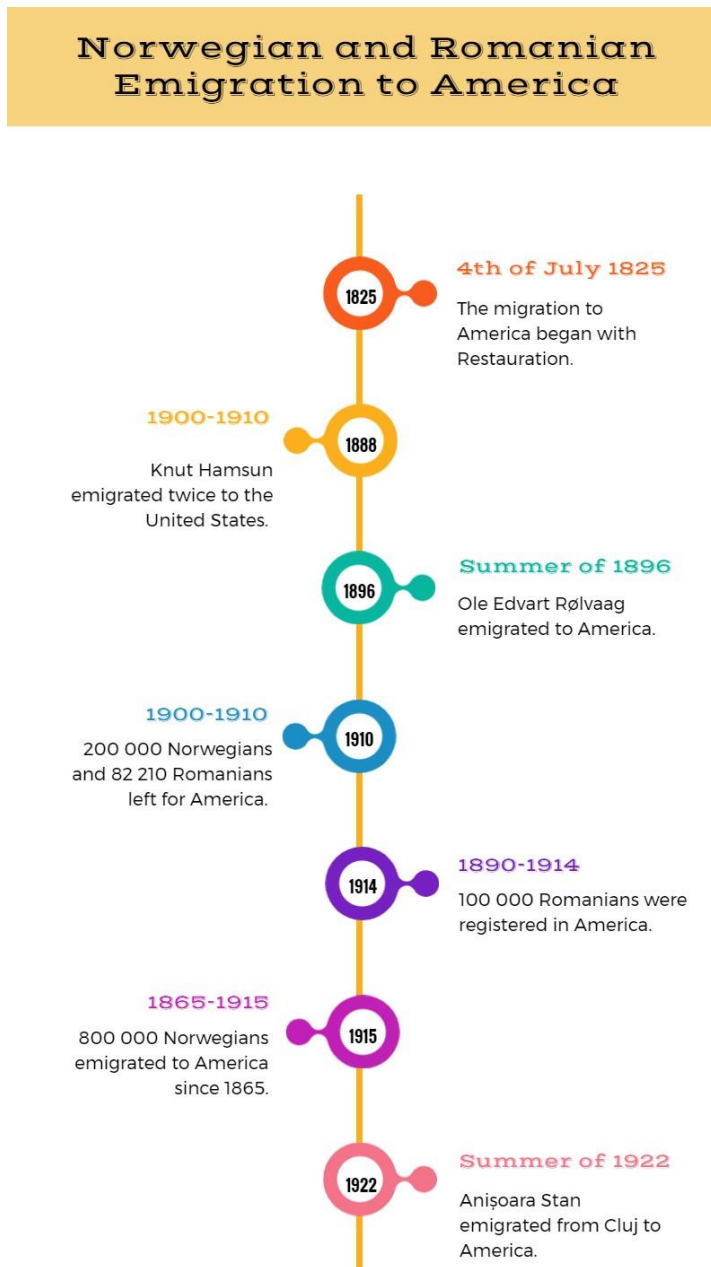 Norwegian and Romanian
Emigration to America
1825
4th of July 1825
The migration to
America began with
Restauration.
1900-1910
1888
Knut Hamsun
emigrated twice to the
United States.
1896
Summer of 1896
Ole Edvart Rølvaag
emigrated to America.
1900-1910
1910
200 000 Norwegians
and 82 210 Romanians
left for America.
1914
1890-1914
100 000 Romanians were
registered in America.
1865-1915
1915
800 000 Norwegians
emigrated to America
since 1865.
1922
Summer of 1922
Anișoara Stan
emigrated from Cluj to
America.